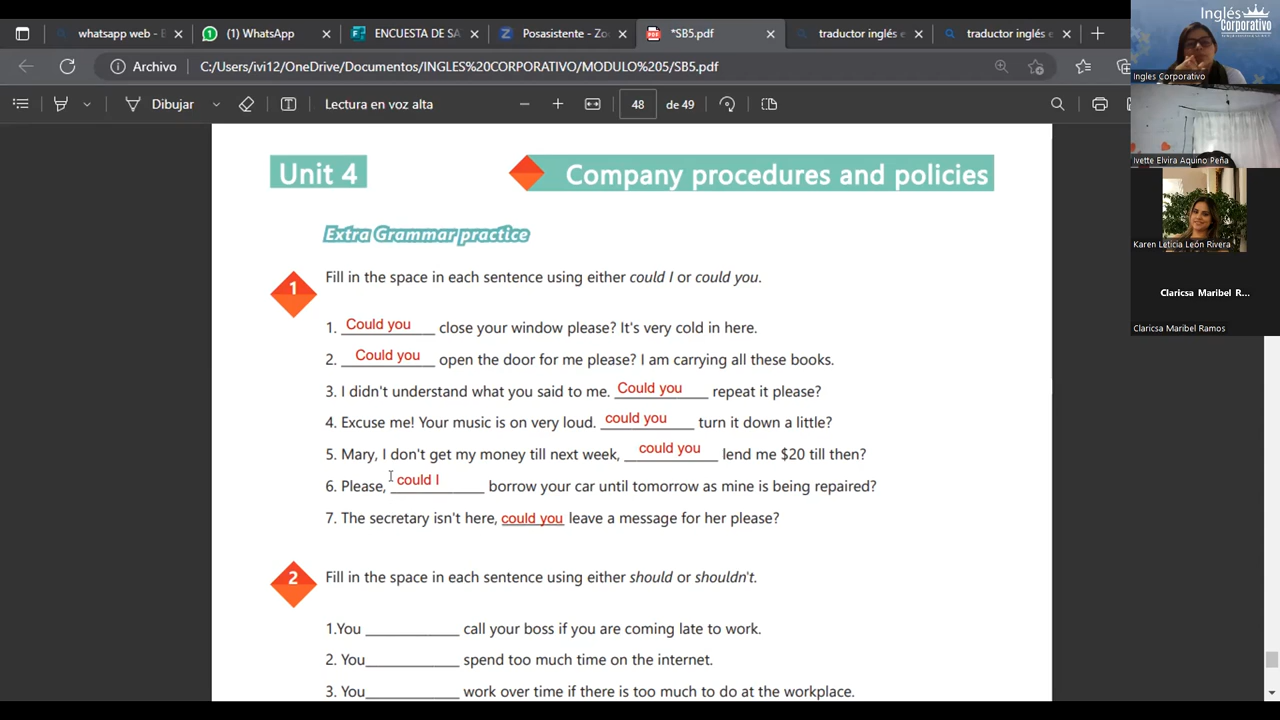 whatsapp web - B
(1) WhatsApp
ENCUESTA DE SA
Posasistente - Zo
*SB5.pdf
traductor inglés e
traductor inglés e
Archivo C:/Users/ivi12/OneDrive/Documentos/INGLES%20CORPORATIVO/MODULO%205/SB5.pdf
Dibujar Lectura en voz alta 48 de 49
Inglés Corporativo
Ingles Corporativo
Ivette Elvira Aquino Peña
Karen Leticia León Rivera
Claricsa Maribel R...
Claricsa Maribel Ramos
Unit 4 Company procedures and policies
Extra Grammar practice
1 Fill in the space in each sentence using either could I or could you.
1. Could you close your window please? It's very cold in here.
2. Could you open the door for me please? I am carrying all these books.
3. I didn't understand what you said to me. Could you repeat it please?
4. Excuse me! Your music is on very loud. could you turn it down a little?
5. Mary, I don't get my money till next week, could you lend me $20 till then?
6. Please, could I borrow your car until tomorrow as mine is being repaired?
7. The secretary isn't here, could you leave a message for her please?
2 Fill in the space in each sentence using either should or shouldn't.
1.You _____________ call your boss if you are coming late to work.
2. You_____________ spend too much time on the internet.
3. You_____________ work over time if there is too much to do at the workplace.